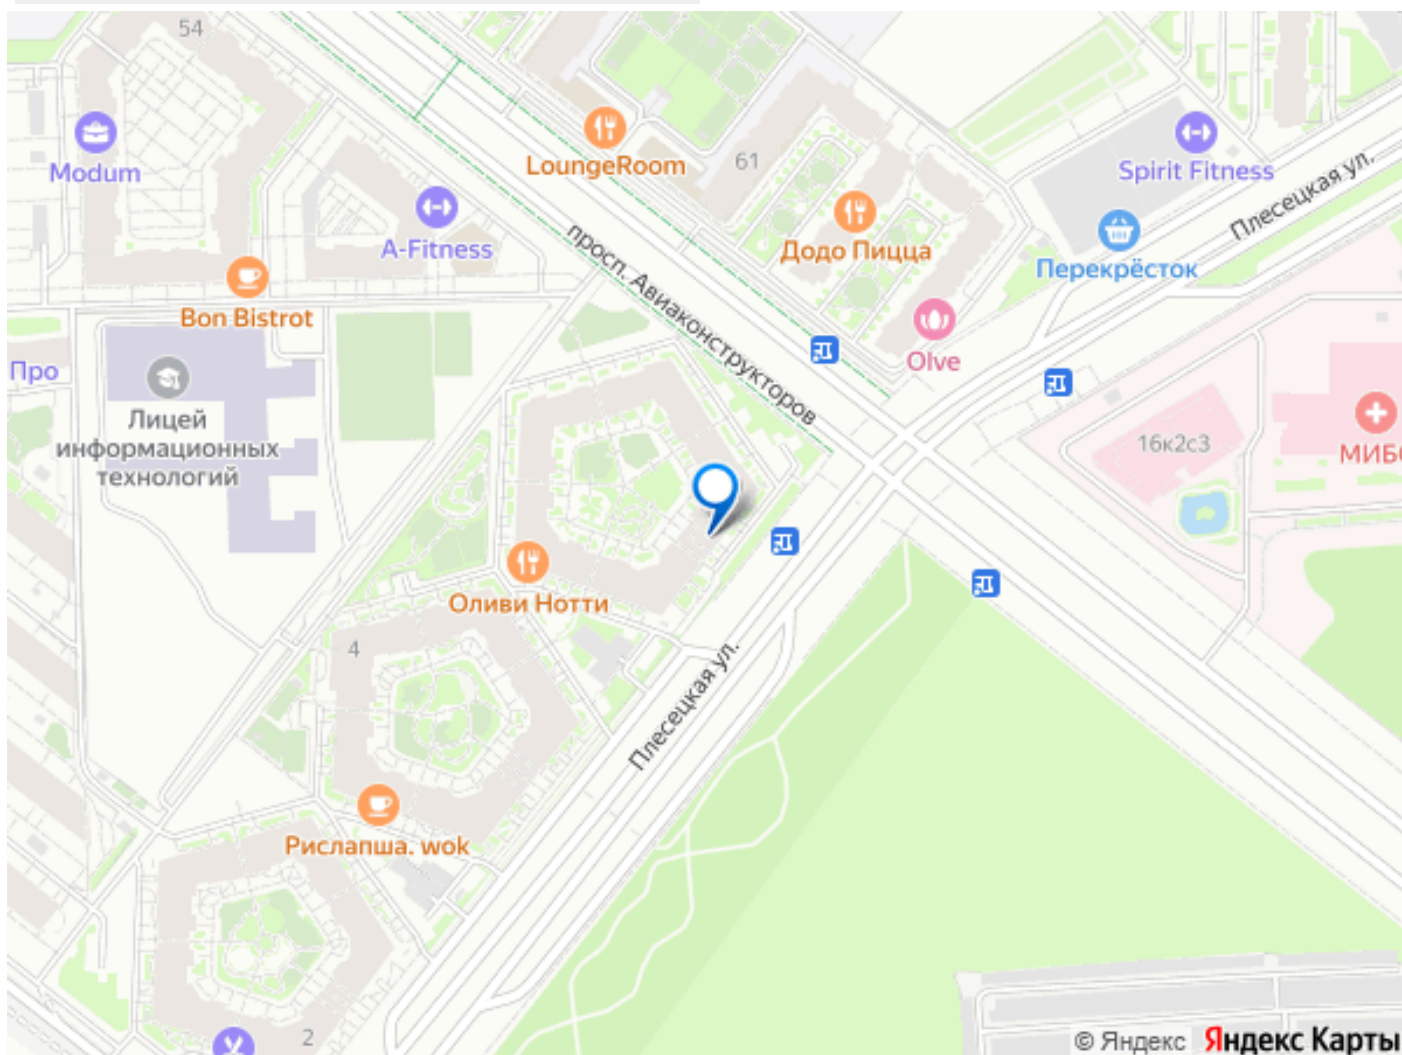 54
Modum
LoungeRoom
61
Spirit Fitness
Плесецкая ул.
A-Fitness
просп. Авиаконструкторов
Додо Пицца
Перекрёсток
Bon Bistrot
Про
Olve
Лицей
информационных
технологий
16к2с3
Оливи Нотти
4
Плесецкая ул.
Рислапша. wok
2
© Яндекс Яндекс Карты